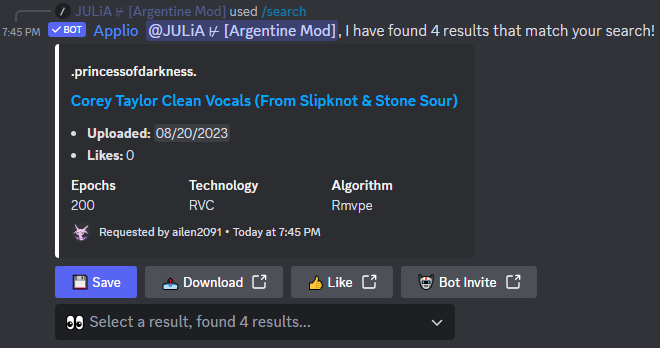 JULiA ⊬ [Argentine Mod] used /search
7:45 PM ✓ BOT Applio @JULiA ⊬ [Argentine Mod], I have found 4 results that match your search!
.princessofdarkness.
Corey Taylor Clean Vocals (From Slipknot & Stone Sour)
• Uploaded: 08/20/2023
• Likes: 0
Epochs Technology Algorithm
200 RVC Rmvpe
Requested by ailen2091 • Today at 7:45 PM
Save Download Like Bot Invite
Select a result, found 4 results...